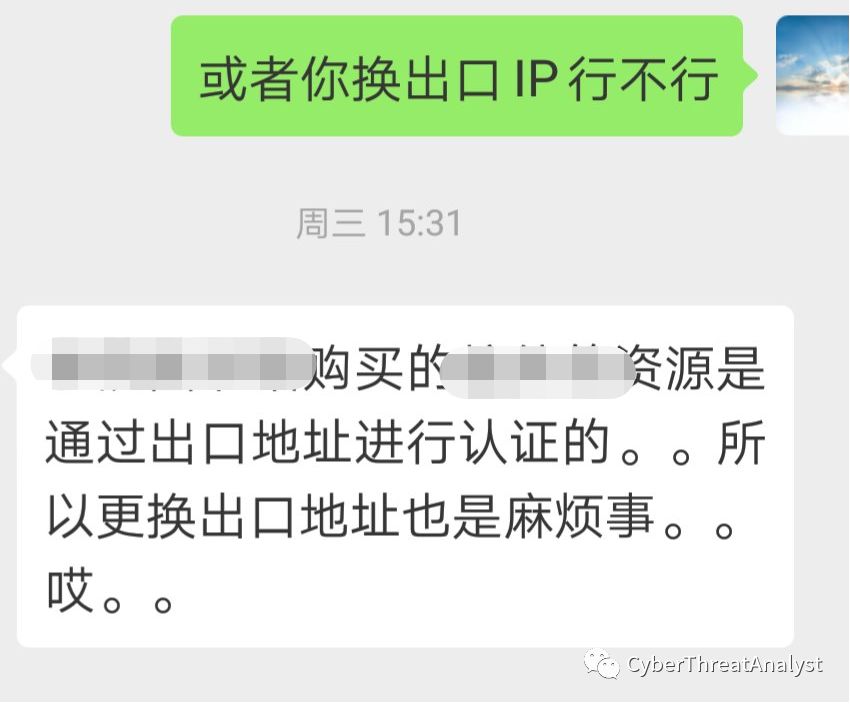 或者你换出口 IP 行不行
周三 15:31
购买的资源是
通过出口地址进行认证的。。所
以更换出口地址也是麻烦事。。
哎。。
CyberThreatAnalyst